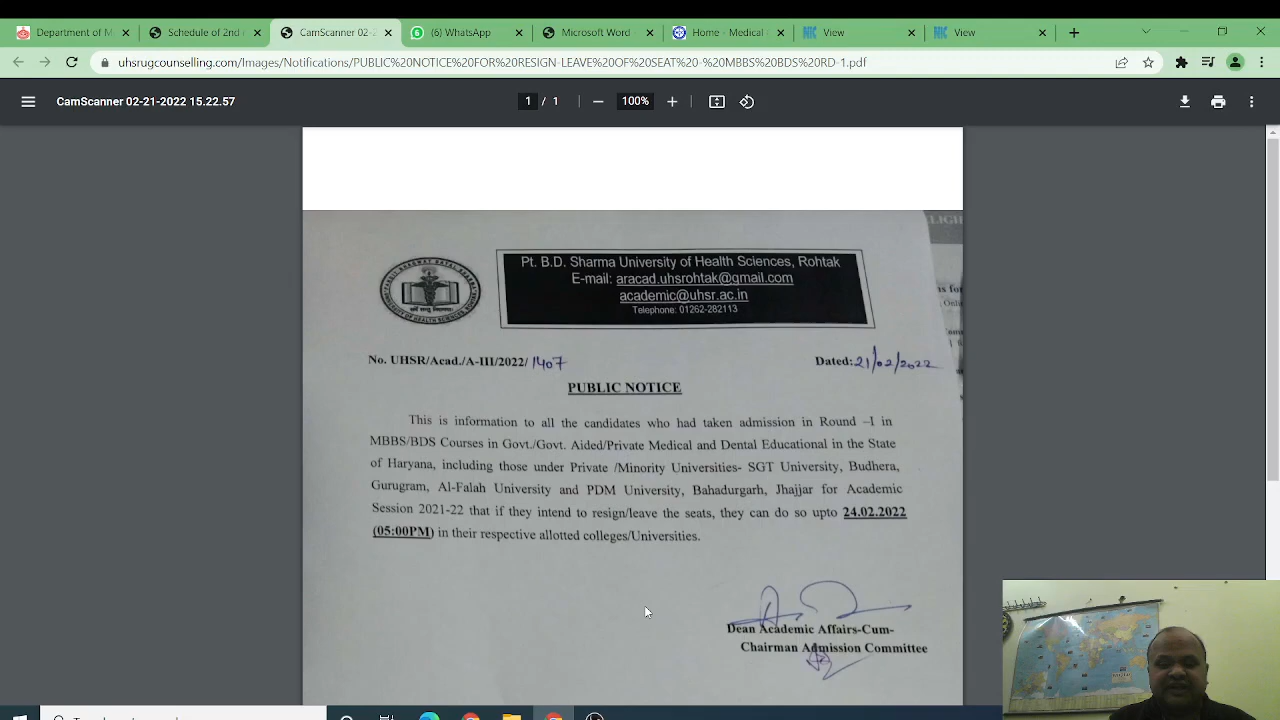 Department of M
Schedule of 2nd
CamScanner 02-
(6) WhatsApp
Microsoft Word
Home - Medical
NIC View
NIC View
uhsrugcounselling.org/Images/Notifications/PUBLIC%20NOTICE%20FOR%20RESIGN-LEAVE%20OF%20SEAT%20-%20MBBS%20BDS%20RD-1.pdf
CamScanner 02-21-2022 15.22.57
1 / 1
100%
Pt. B.D. Sharma University of Health Sciences, Rohtak
E-mail: aracad.uhsrohtak@gmail.com
academic@uhsr.ac.in
Telephone: 01262-282113
No. UHSR/Acad./A-III/2022/ 1407
Dated: 21/02/2022
PUBLIC NOTICE
This is information to all the candidates who had taken admission in Round –I in
MBBS/BDS Courses in Govt./Govt. Aided/Private Medical and Dental Educational in the State
of Haryana, including those under Private /Minority Universities- SGT University, Budhera,
Gurugram, Al-Falah University and PDM University, Bahadurgarh, Jhajjar for Academic
Session 2021-22 that if they intend to resign/leave the seats, they can do so upto 24.02.2022
(05:00PM) in their respective allotted colleges/Universities.
Dean Academic Affairs-Cum-
Chairman Admission Committee